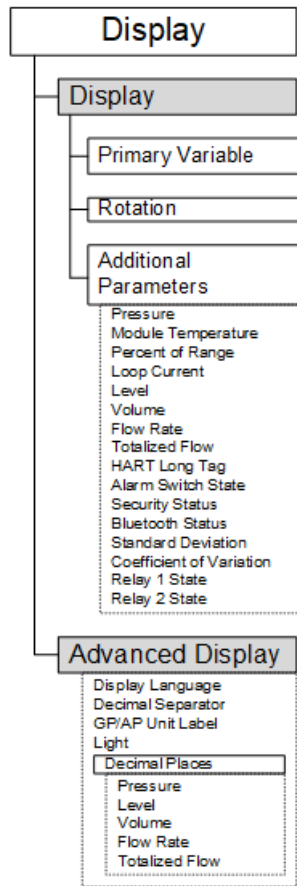 Display
Display
Primary Variable
Rotation
Additional
Parameters
Pressure
Module Temperature
Percent of Range
Loop Current
Level
Volume
Flow Rate
Totalized Flow
HART Long Tag
Alarm Switch State
Security Status
Bluetooth Status
Standard Deviation
Coefficient of Variation
Relay 1 State
Relay 2 State
Advanced Display
Display Language
Decimal Separator
GP/AP Unit Label
Light
Decimal Places
Pressure
Level
Volume
Flow Rate
Totalized Flow